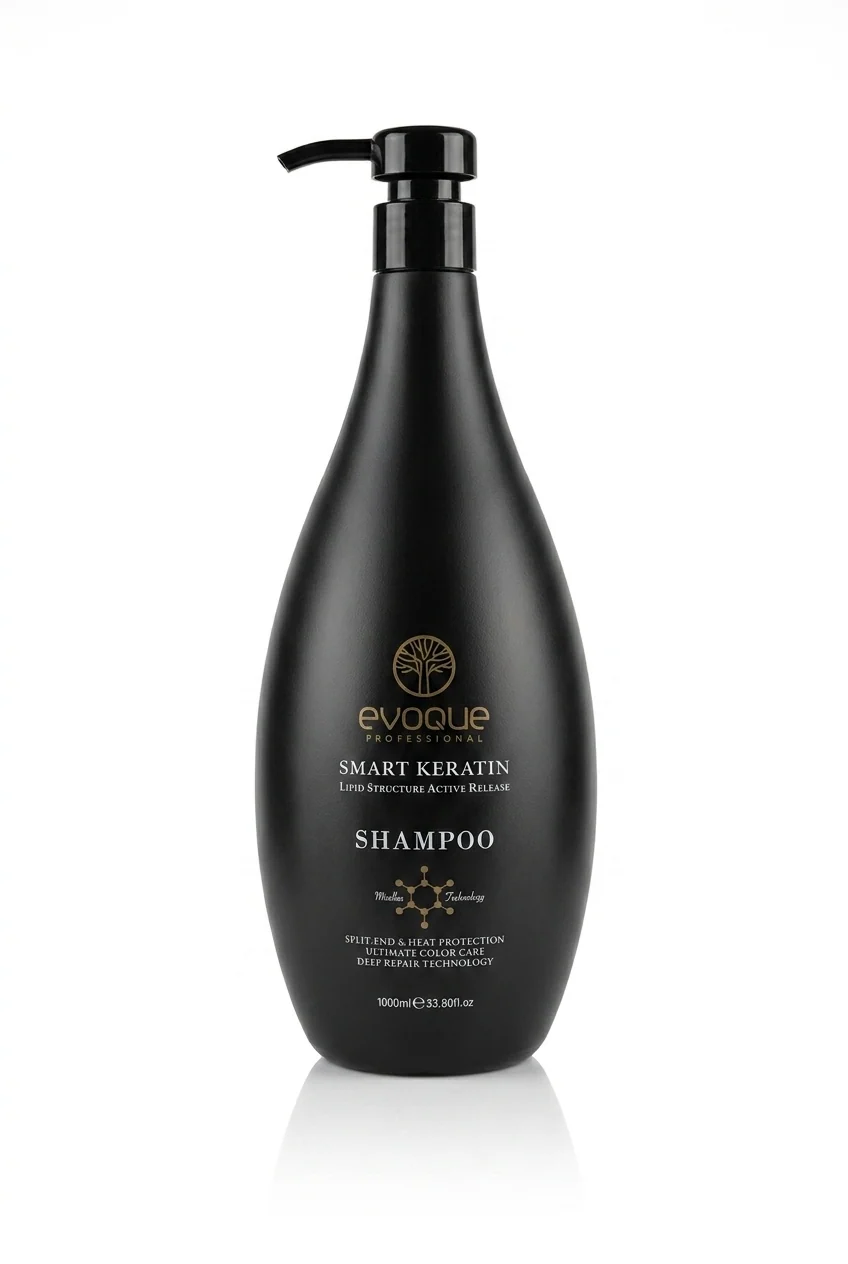 evoque
PROFESSIONAL
SMART KERATIN
LIPID STRUCTURE ACTIVE RELEASE
SHAMPOO
Micelles Technology
SPLIT-END & HEAT PROTECTION
ULTIMATE COLOR CARE
DEEP REPAIR TECHNOLOGY
1000ml ℮ 33.80fl.oz